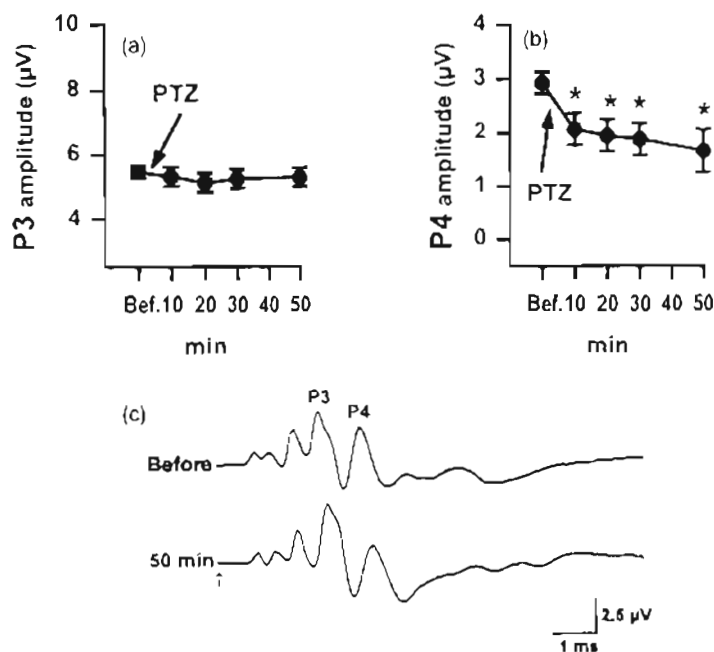 (a)
P3 amplitude (µV)
10
8
6
4
PTZ
Bef. 10 20 30 40 50
min
(b)
P4 amplitude (µV)
4
3
2
1
0
* * * *
PTZ
Bef. 10 20 30 40 50
min
(c)
P3 P4
Before
50 min
2.5 µV
1 ms